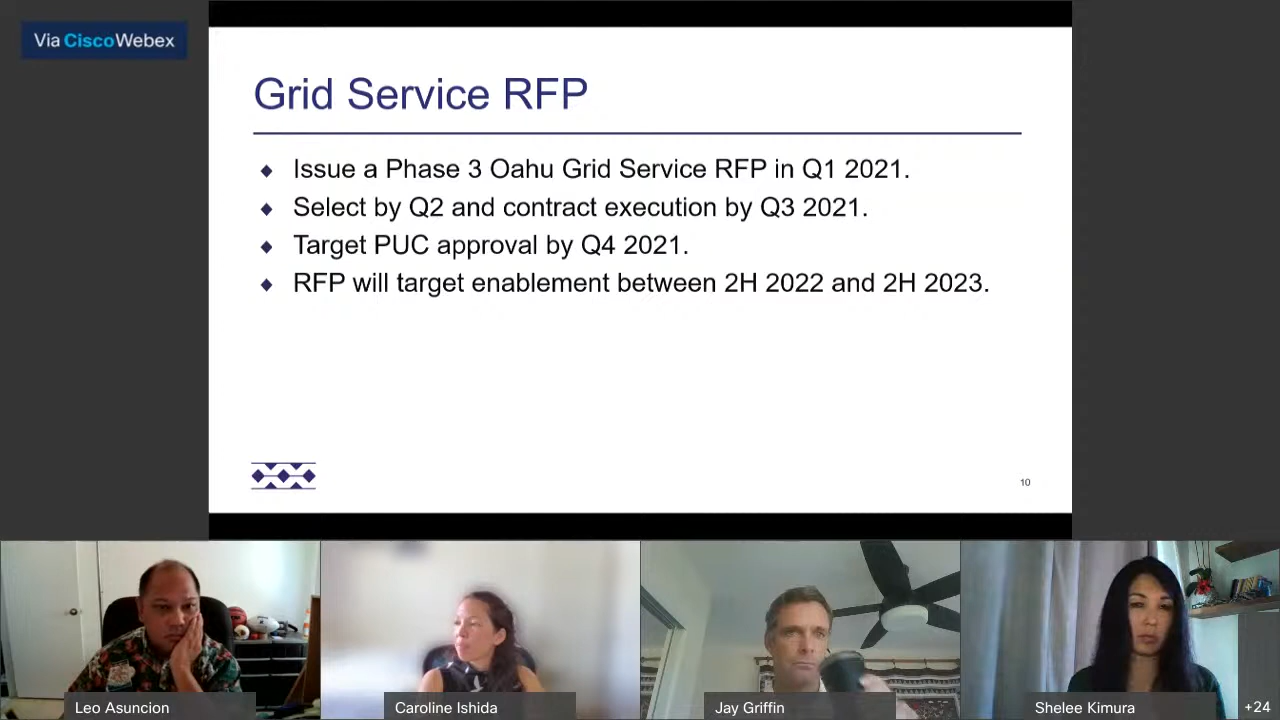 Via Cisco Webex
Grid Service RFP
Issue a Phase 3 Oahu Grid Service RFP in Q1 2021.
Select by Q2 and contract execution by Q3 2021.
Target PUC approval by Q4 2021.
RFP will target enablement between 2H 2022 and 2H 2023.
10
Leo Asuncion
Caroline Ishida
Jay Griffin
Shelee Kimura
+24